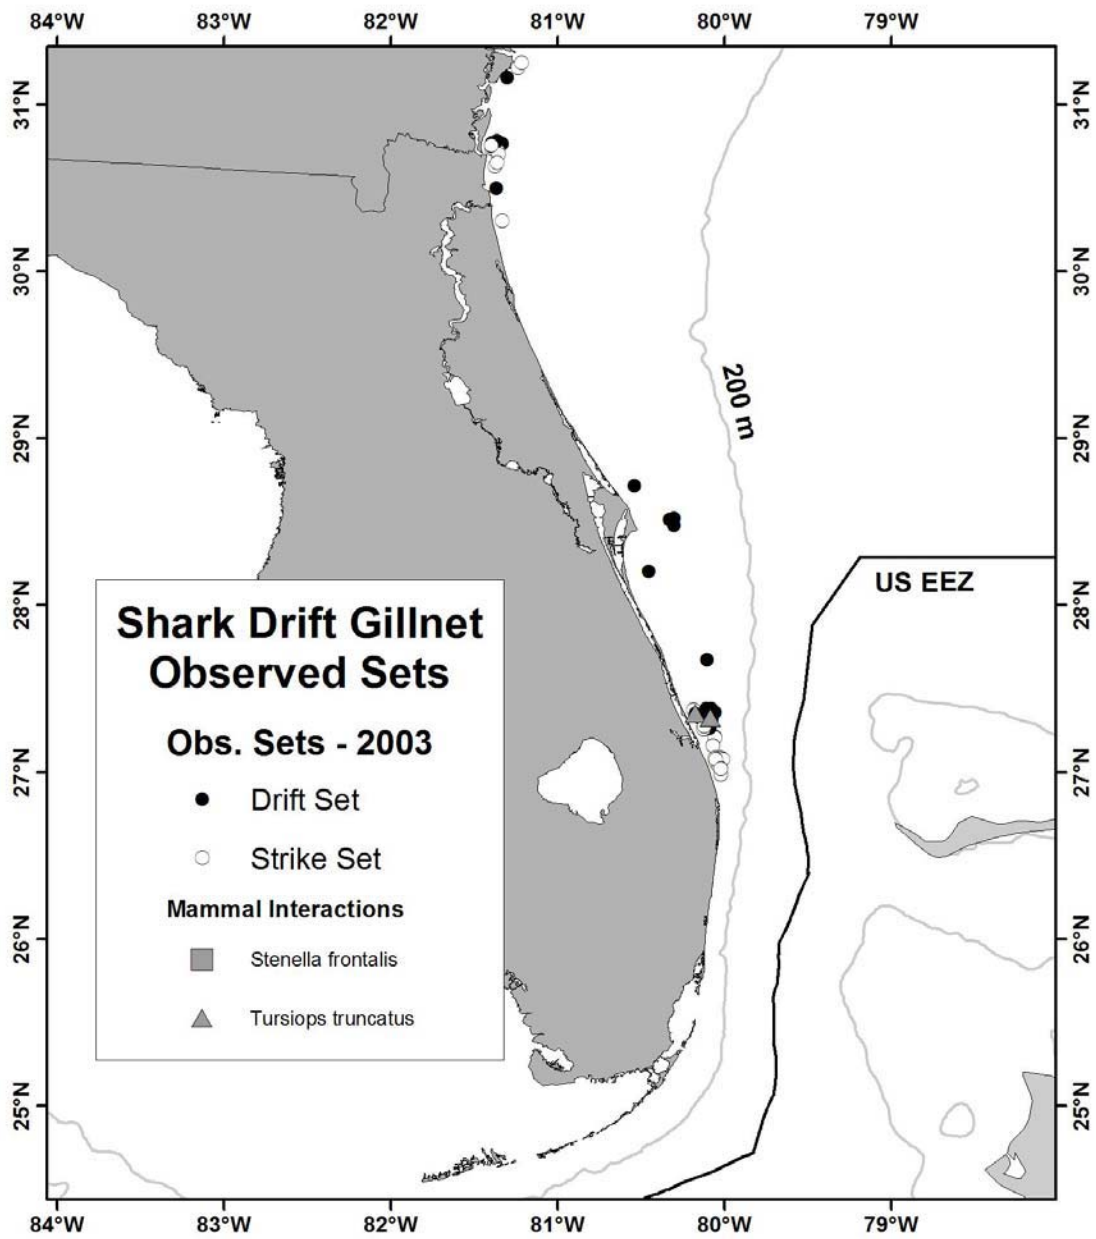 84°W 83°W 82°W 81°W 80°W 79°W
31°N 31°N
30°N 30°N
200 m
29°N 29°N
US EEZ
28°N 28°N
Shark Drift Gillnet
Observed Sets
Obs. Sets - 2003
Drift Set
27°N 27°N
Strike Set
Mammal Interactions
26°N 26°N
Stenella frontalis
Tursiops truncatus
25°N 25°N
84°W 83°W 82°W 81°W 80°W 79°W